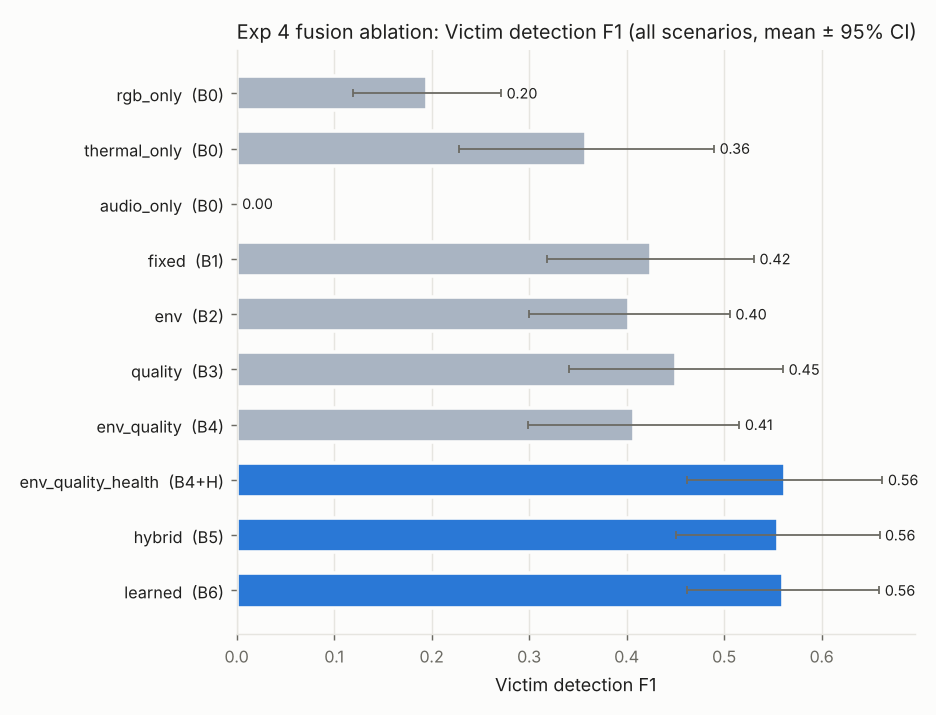 Exp 4 fusion ablation: Victim detection F1 (all scenarios, mean ± 95% CI)
rgb_only (B0)
0.20
thermal_only (B0)
0.36
audio_only (B0)
0.00
fixed (B1)
0.42
env (B2)
0.40
quality (B3)
0.45
env_quality (B4)
0.41
env_quality_health (B4+H)
0.56
hybrid (B5)
0.56
learned (B6)
0.56
0.0 0.1 0.2 0.3 0.4 0.5 0.6
Victim detection F1